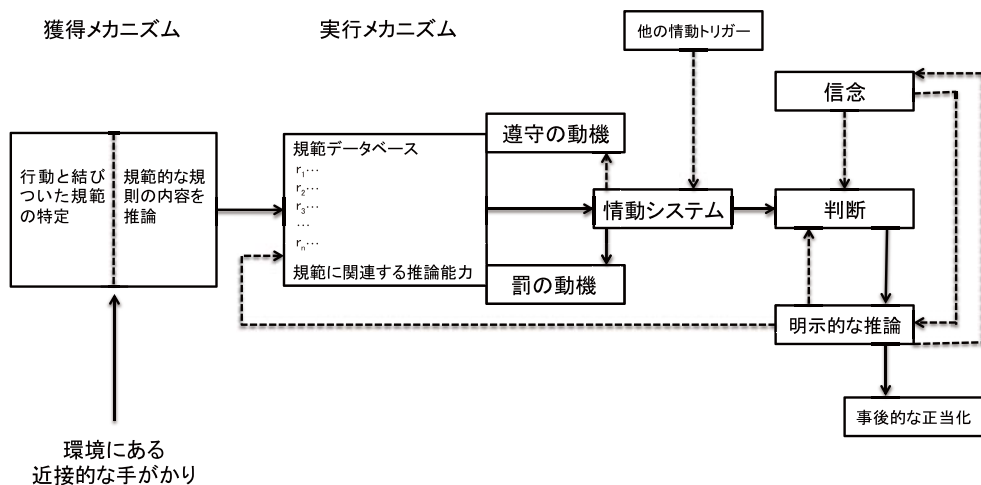 獲得メカニズム
実行メカニズム
他の情動トリガー
信念
行動と結び
ついた規範
の特定
規範的な規
則の内容を
推論
規範データベース
r1…
r2…
r3…
…
rn…
規範に関連する推論能力
遵守の動機
情動システム
罰の動機
判断
明示的な推論
事後的な正当化
環境にある
近接的な手がかり